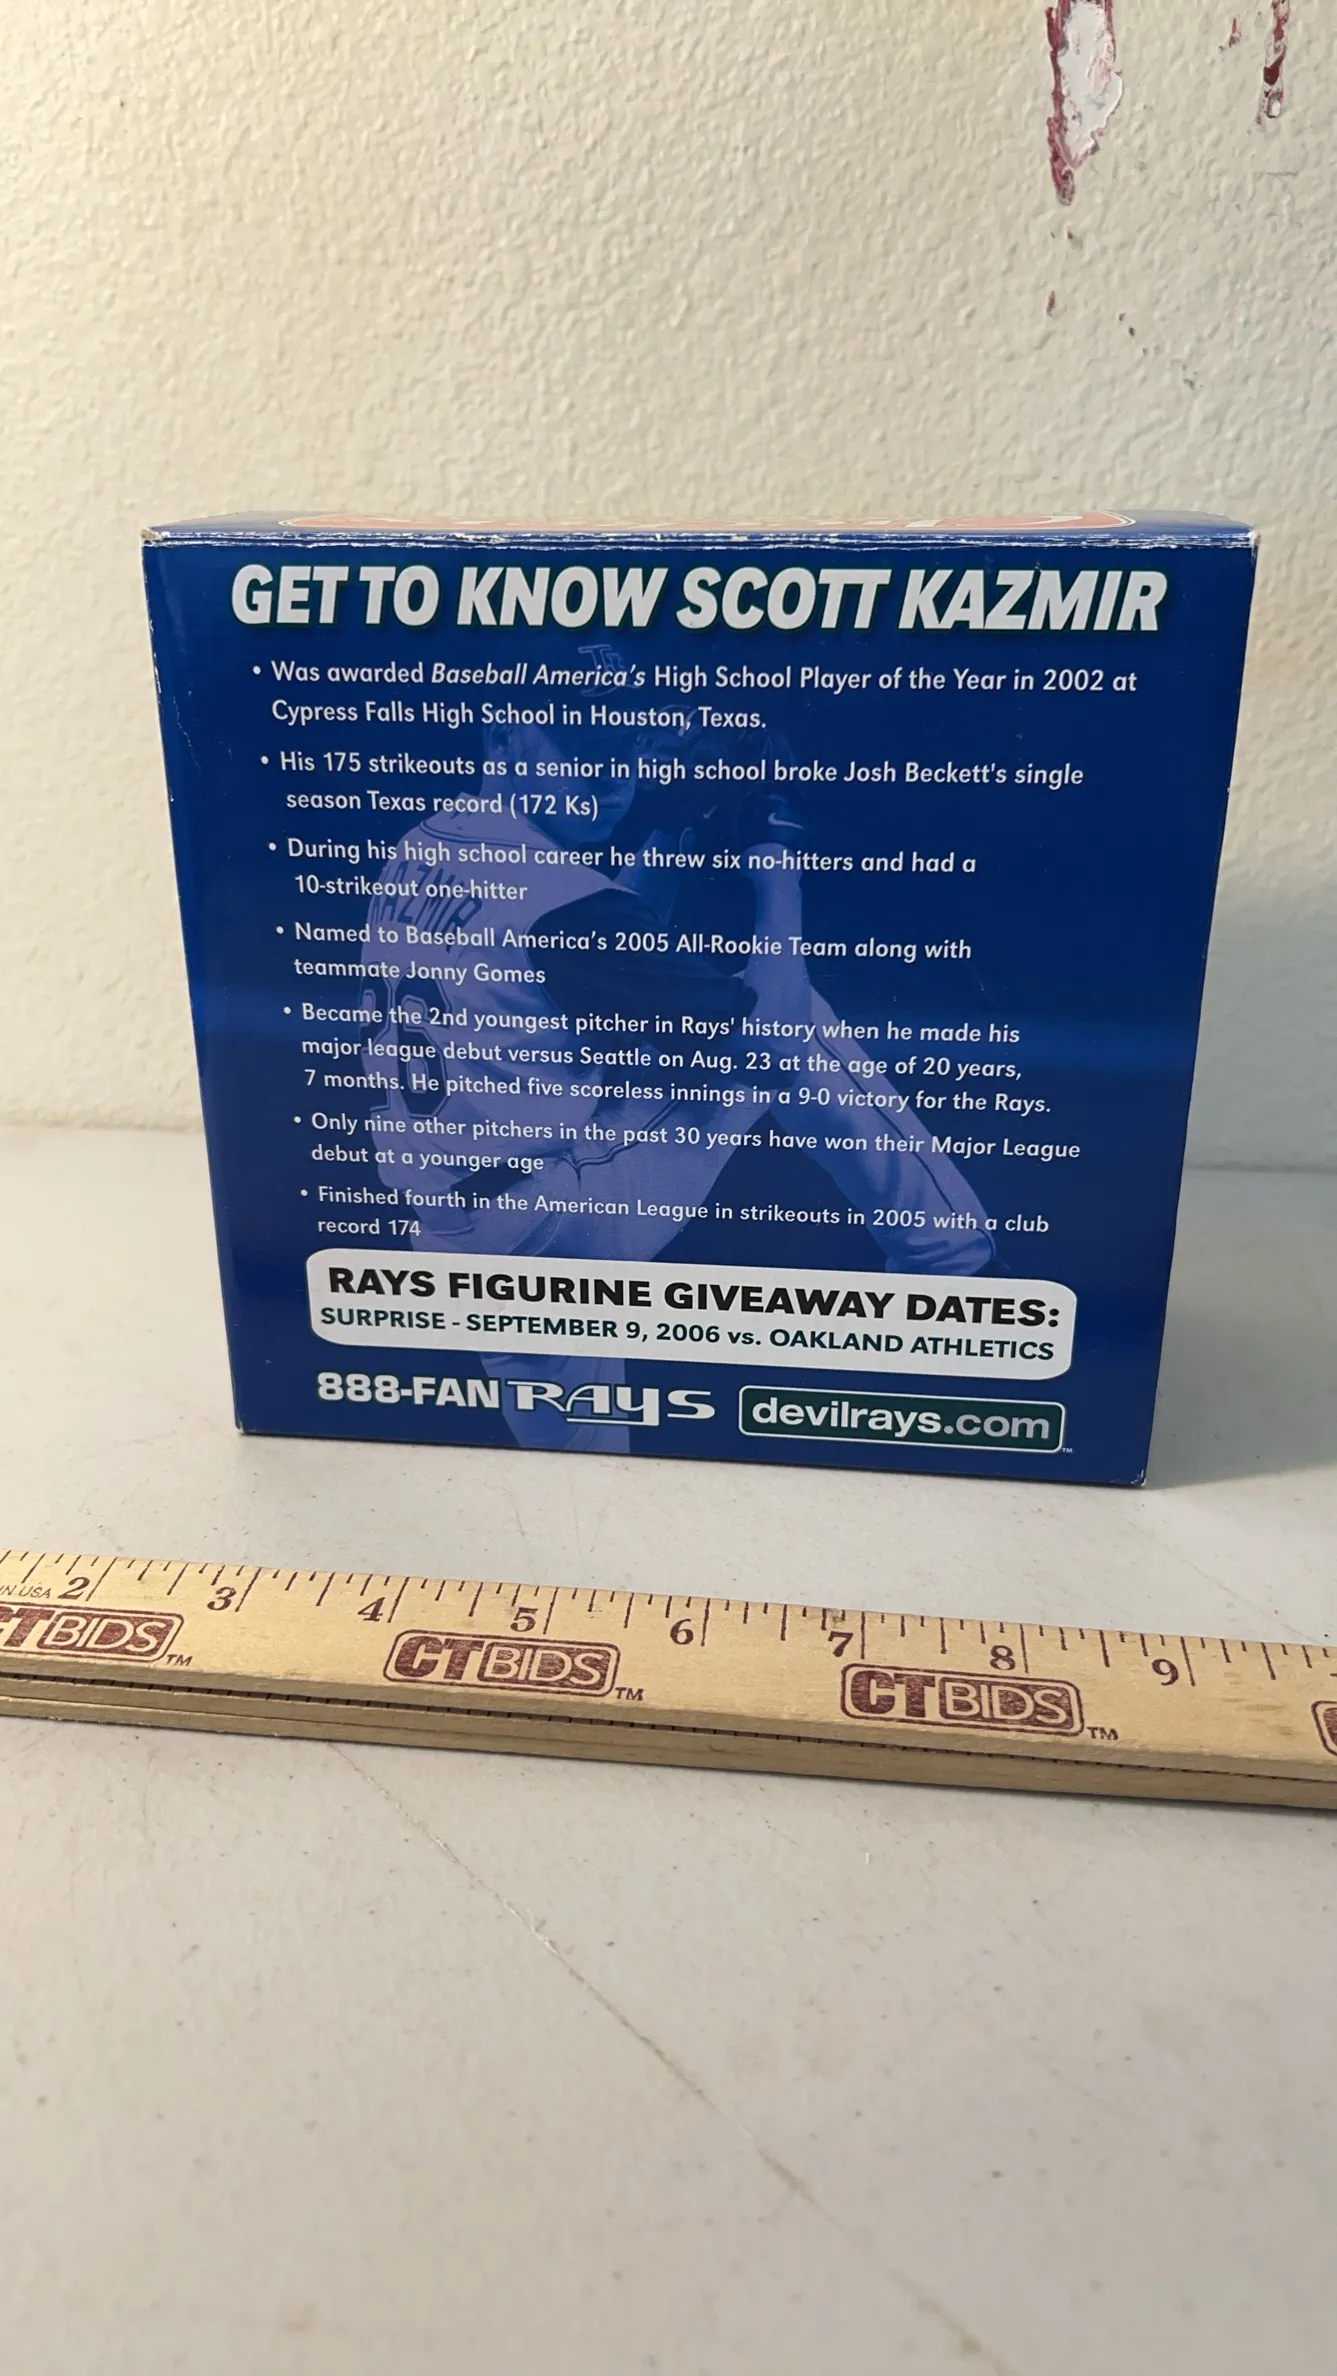 GET TO KNOW SCOTT KAZMIR
• Was awarded Baseball America's High School Player of the Year in 2002 at
Cypress Falls High School in Houston, Texas.
• His 175 strikeouts as a senior in high school broke Josh Beckett's single
season Texas record (172 Ks)
• During his high school career he threw six no-hitters and had a
10-strikeout one-hitter
• Named to Baseball America's 2005 All-Rookie Team along with
teammate Jonny Gomes
• Became the 2nd youngest pitcher in Rays' history when he made his
major league debut versus Seattle on Aug. 23 at the age of 20 years,
7 months. He pitched five scoreless innings in a 9-0 victory for the Rays.
• Only nine other pitchers in the past 30 years have won their Major League
debut at a younger age
• Finished fourth in the American League in strikeouts in 2005 with a club
record 174
KAZMIR
26
RAYS FIGURINE GIVEAWAY DATES:
SURPRISE - SEPTEMBER 9, 2006 vs. OAKLAND ATHLETICS
888-FAN RAYS devilrays.com™
IN USA 2 3 4 5 6 7 8 9
CTBIDS™ CTBIDS™ CTBIDS™